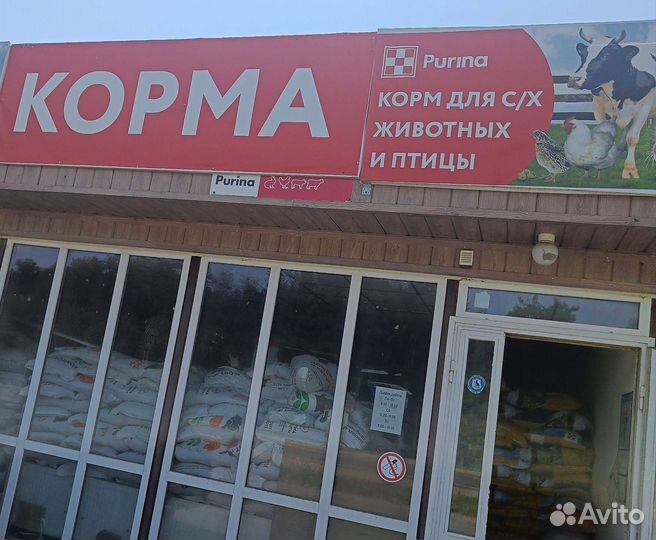 КОРМА
Purina
КОРМ ДЛЯ С/Х
ЖИВОТНЫХ
И ПТИЦЫ
Purina
Avito